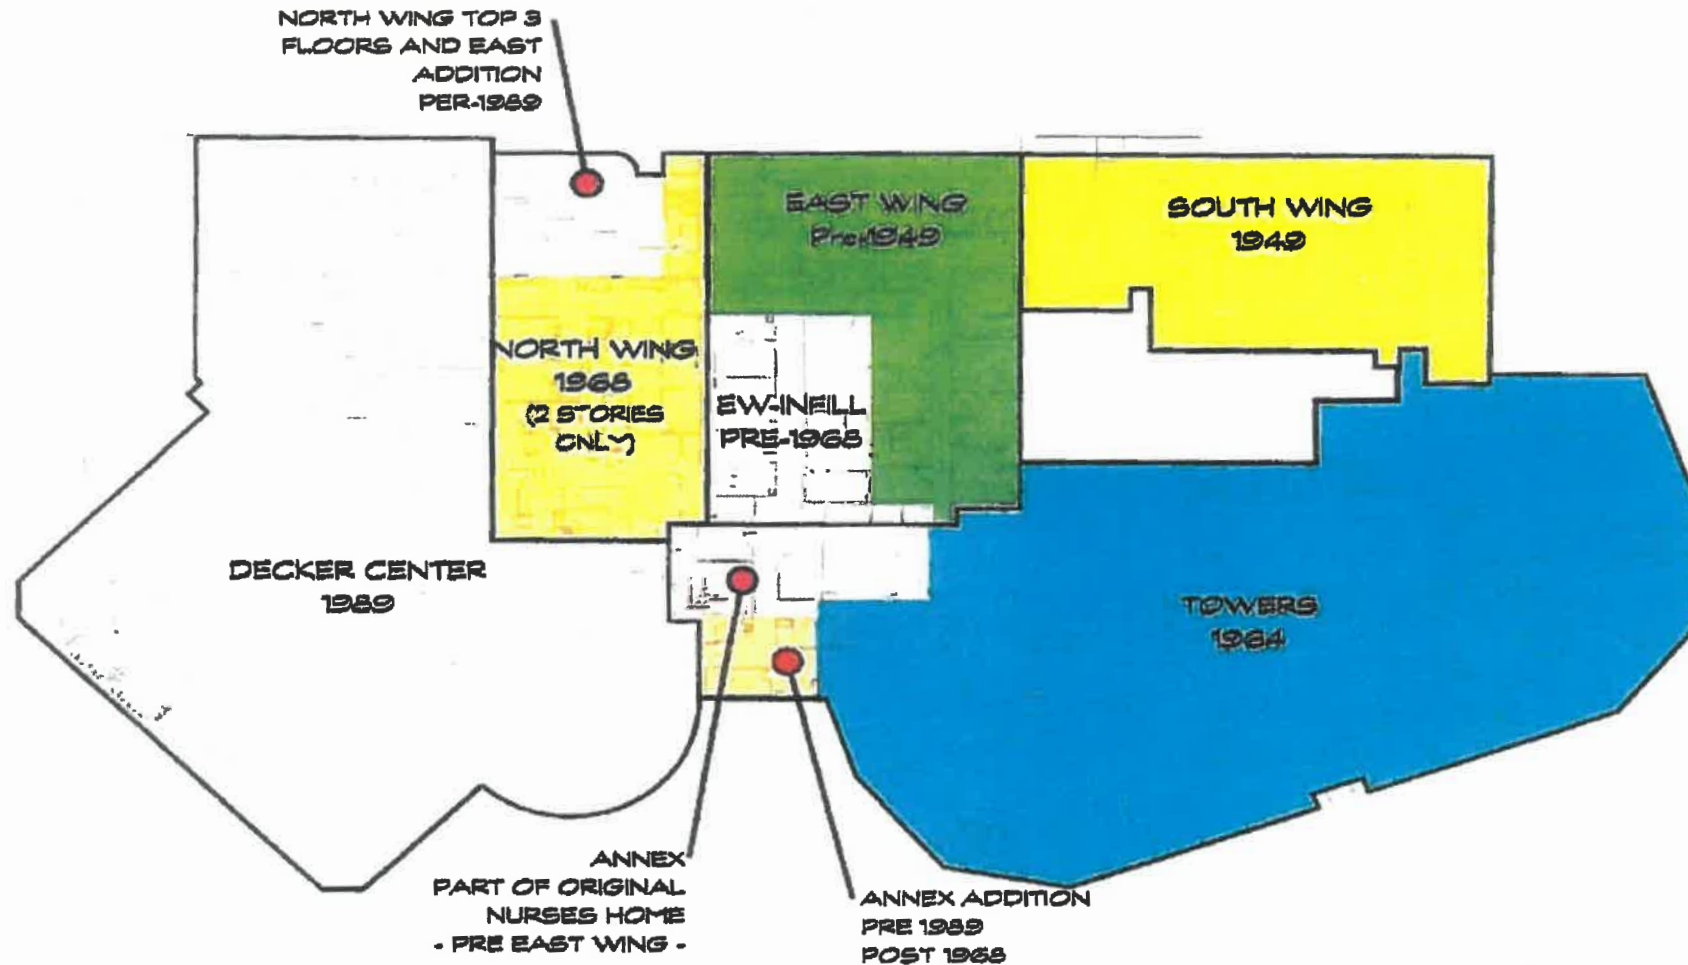 NORTH WING TOP 3
FLOORS AND EAST
ADDITION
PER-1989
EAST WING
Pre-1949
SOUTH WING
1949
NORTH WING
1968
(2 STORIES
ONLY)
EW-INFILL
PRE-1968
DECKER CENTER
1989
TOWERS
1964
ANNEX
PART OF ORIGINAL
NURSES HOME
- PRE EAST WING -
ANNEX ADDITION
PRE 1989
POST 1968